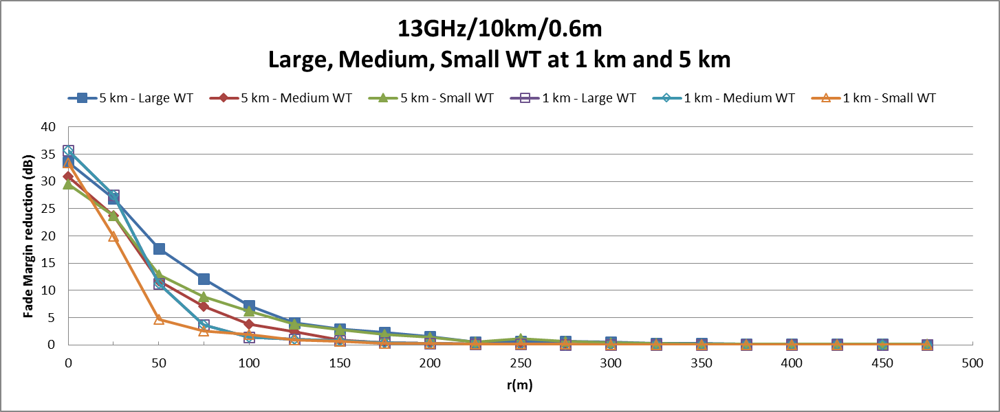 13GHz/10km/0.6m
Large, Medium, Small WT at 1 km and 5 km
5 km - Large WT 5 km - Medium WT 5 km - Small WT 1 km - Large WT 1 km - Medium WT 1 km - Small WT
Fade Margin reduction (dB)
40
35
30
25
20
15
10
5
0
0 50 100 150 200 250 300 350 400 450 500
r(m)